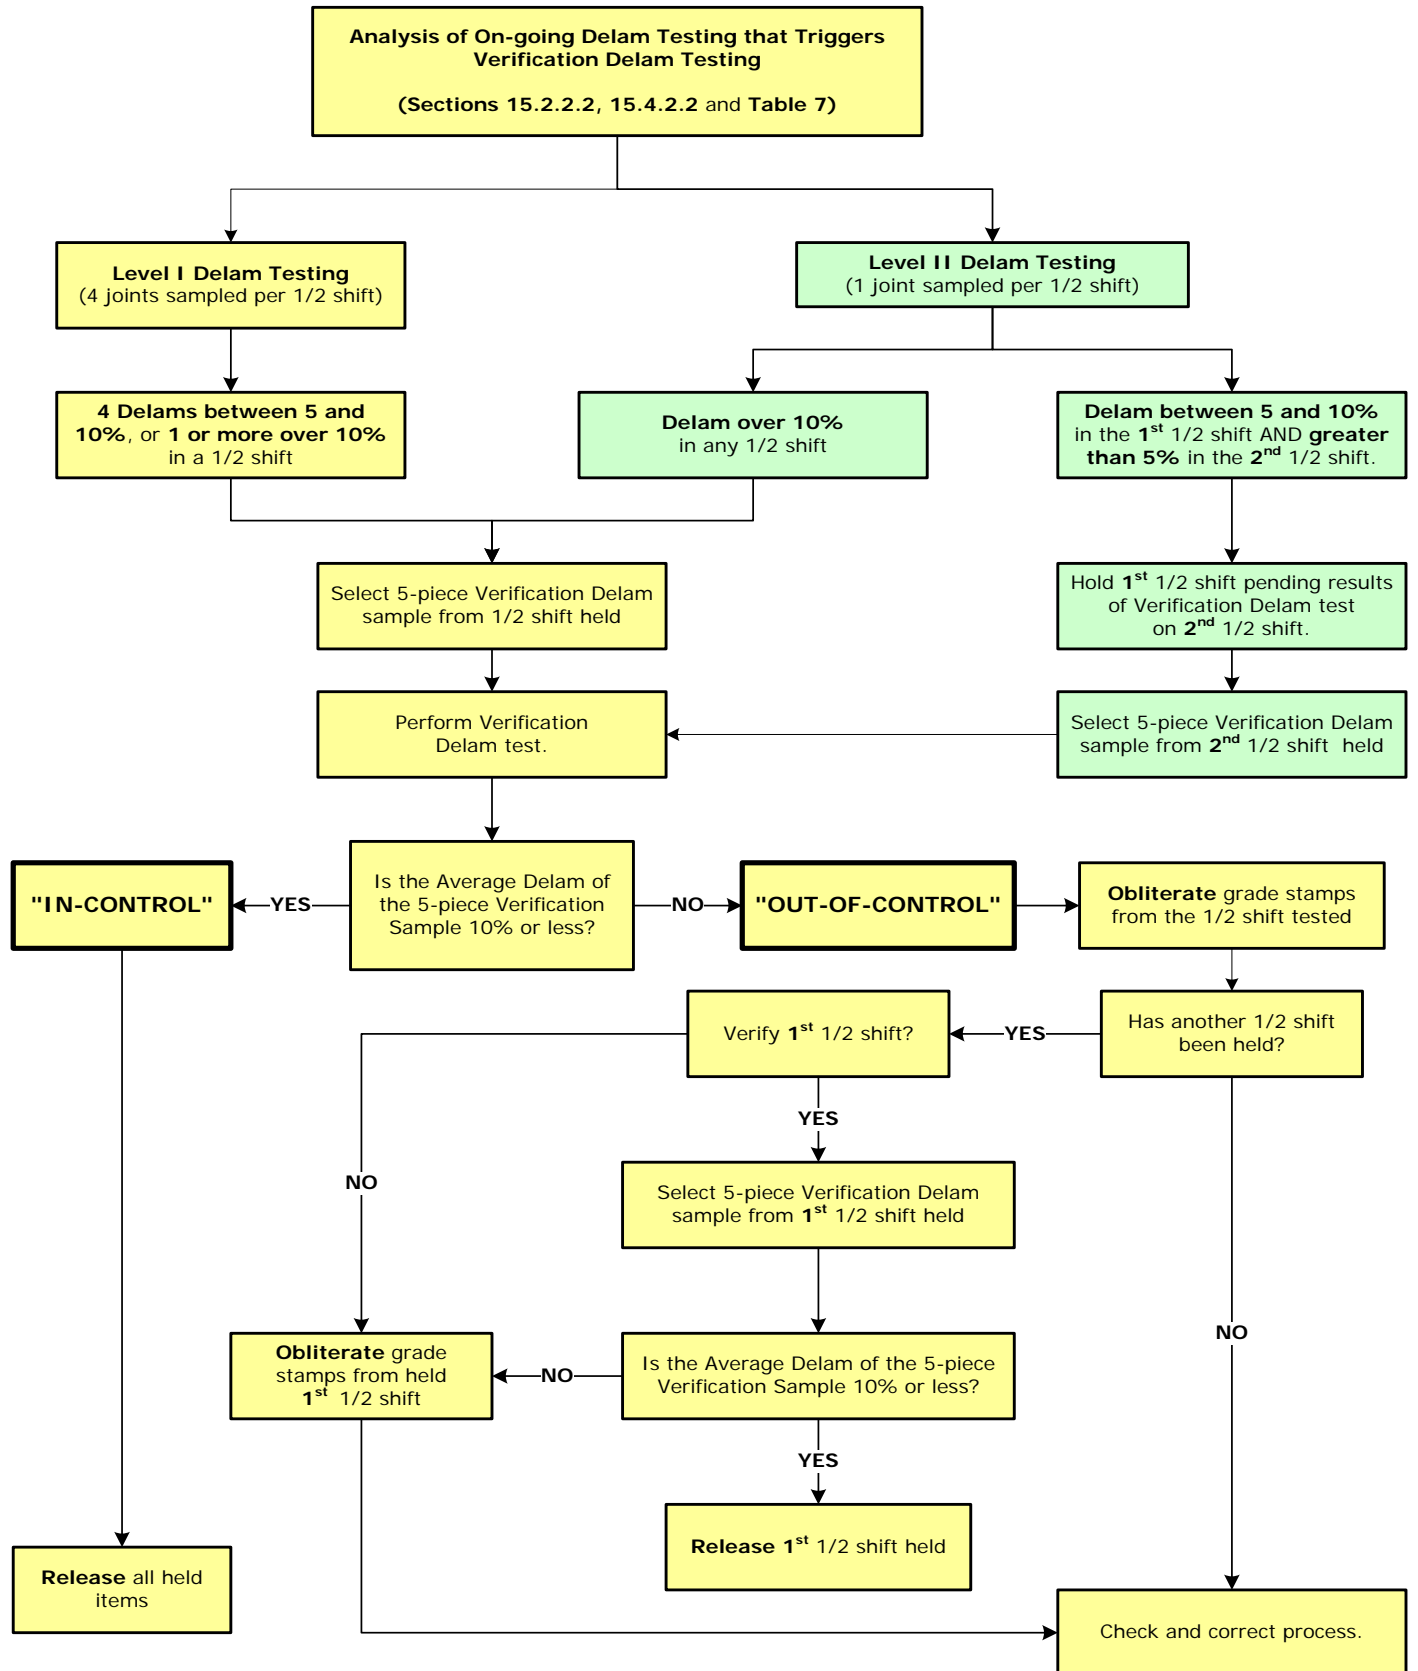 Analysis of On-going Delam Testing that Triggers
Verification Delam Testing
(Sections 15.2.2.2, 15.4.2.2 and Table 7)
Level I Delam Testing
(4 joints sampled per 1/2 shift)
Level II Delam Testing
(1 joint sampled per 1/2 shift)
4 Delams between 5 and
10%, or 1 or more over 10%
in a 1/2 shift
Delam over 10%
in any 1/2 shift
Delam between 5 and 10%
in the 1st 1/2 shift AND greater
than 5% in the 2nd 1/2 shift.
Select 5-piece Verification Delam
sample from 1/2 shift held
Hold 1st 1/2 shift pending results
of Verification Delam test
on 2nd 1/2 shift.
Perform Verification
Delam test.
Select 5-piece Verification Delam
sample from 2nd 1/2 shift held
"IN-CONTROL"
YES
Is the Average Delam of
the 5-piece Verification
Sample 10% or less?
NO
"OUT-OF-CONTROL"
Obliterate grade stamps
from the 1/2 shift tested
Verify 1st 1/2 shift?
YES
Has another 1/2 shift
been held?
YES
NO
Select 5-piece Verification Delam
sample from 1st 1/2 shift held
NO
Obliterate grade
stamps from held
1st 1/2 shift
NO
Is the Average Delam of the 5-piece
Verification Sample 10% or less?
YES
Release 1st 1/2 shift held
Release all held
items
Check and correct process.